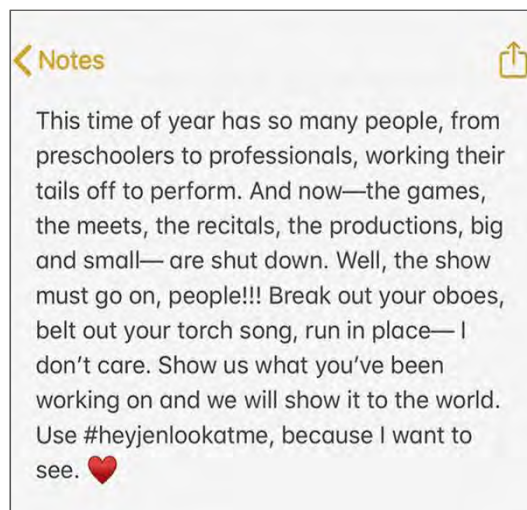 Notes
This time of year has so many people, from
preschoolers to professionals, working their
tails off to perform. And now—the games,
the meets, the recitals, the productions, big
and small— are shut down. Well, the show
must go on, people!!! Break out your oboes,
belt out your torch song, run in place— I
don’t care. Show us what you’ve been
working on and we will show it to the world.
Use #heyjenlookatme, because I want to
see. ♥️